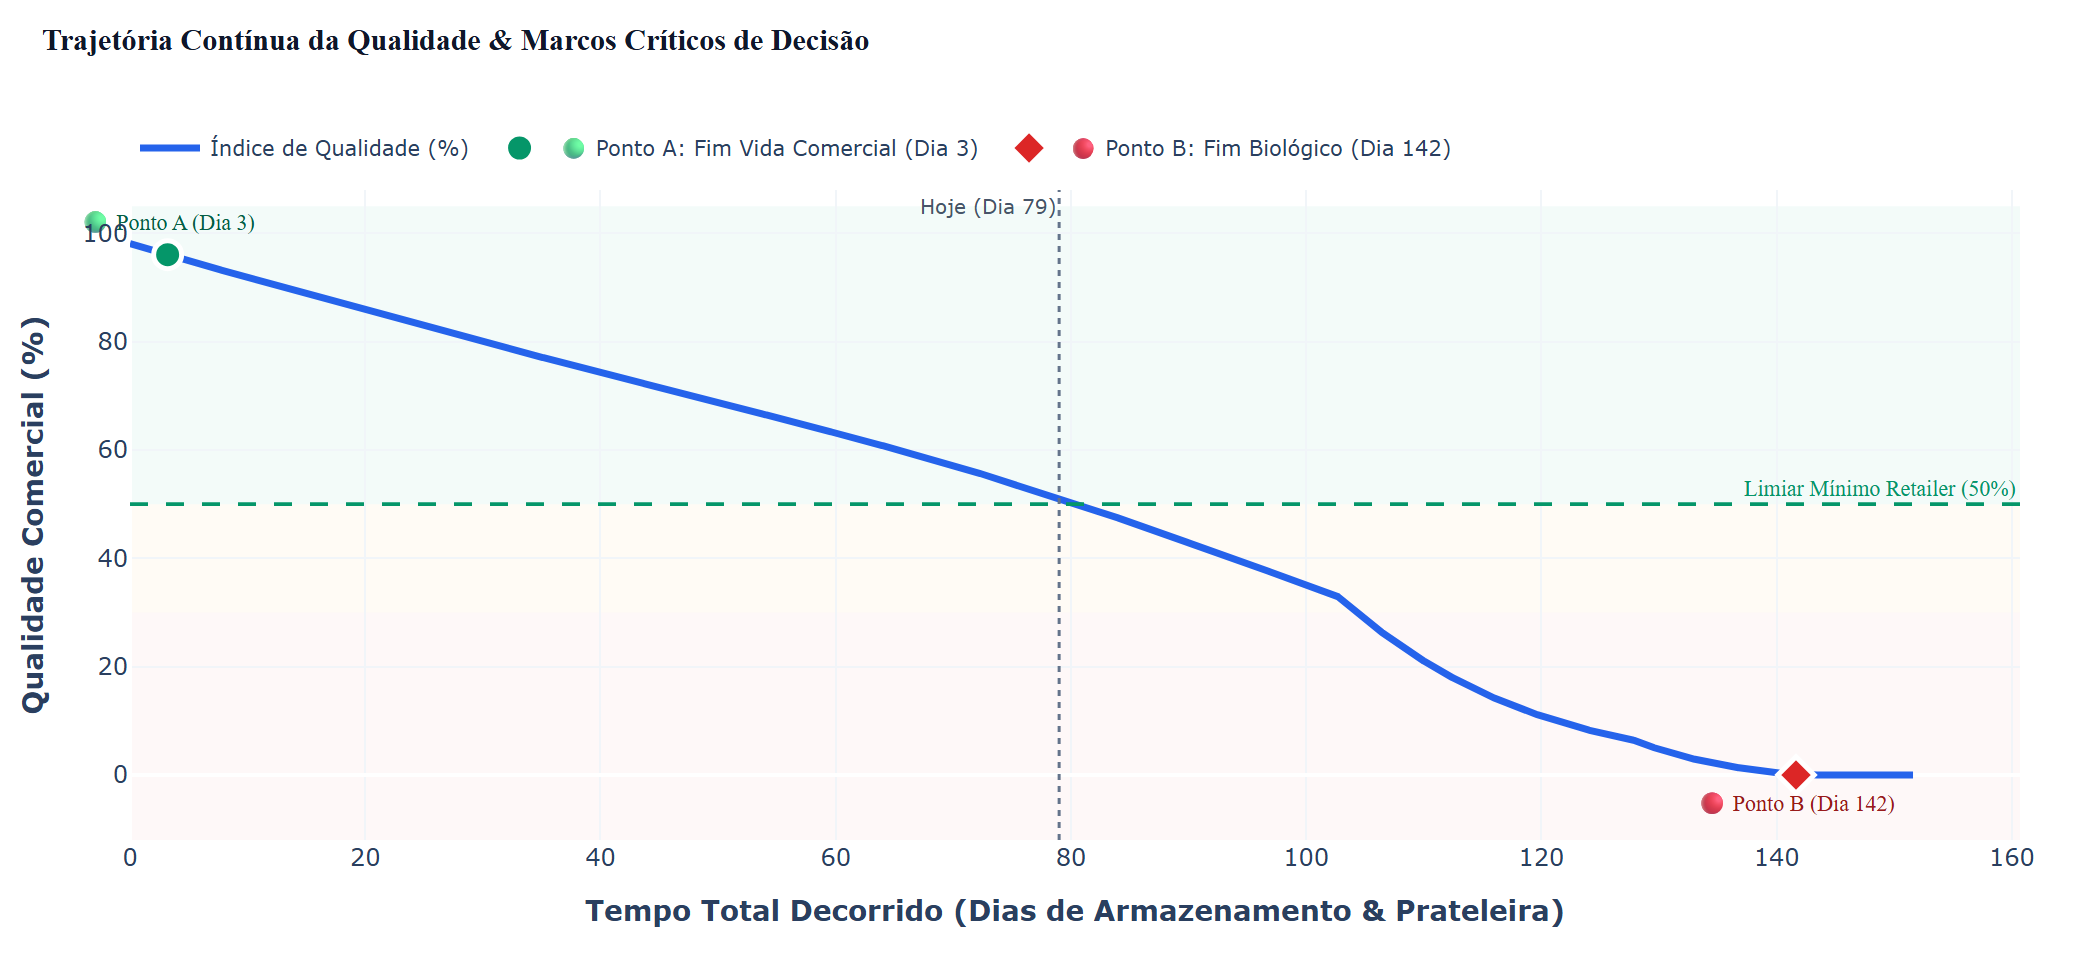 Trajetória Contínua da Qualidade & Marcos Críticos de Decisão
Índice de Qualidade (%)
Ponto A: Fim Vida Comercial (Dia 3)
Ponto B: Fim Biológico (Dia 142)
Hoje (Dia 79)
Ponto A (Dia 3)
100
80
60
40
20
0
Limiar Mínimo Retailer (50%)
Ponto B (Dia 142)
Qualidade Comercial (%)
0 20 40 60 80 100 120 140 160
Tempo Total Decorrido (Dias de Armazenamento & Prateleira)